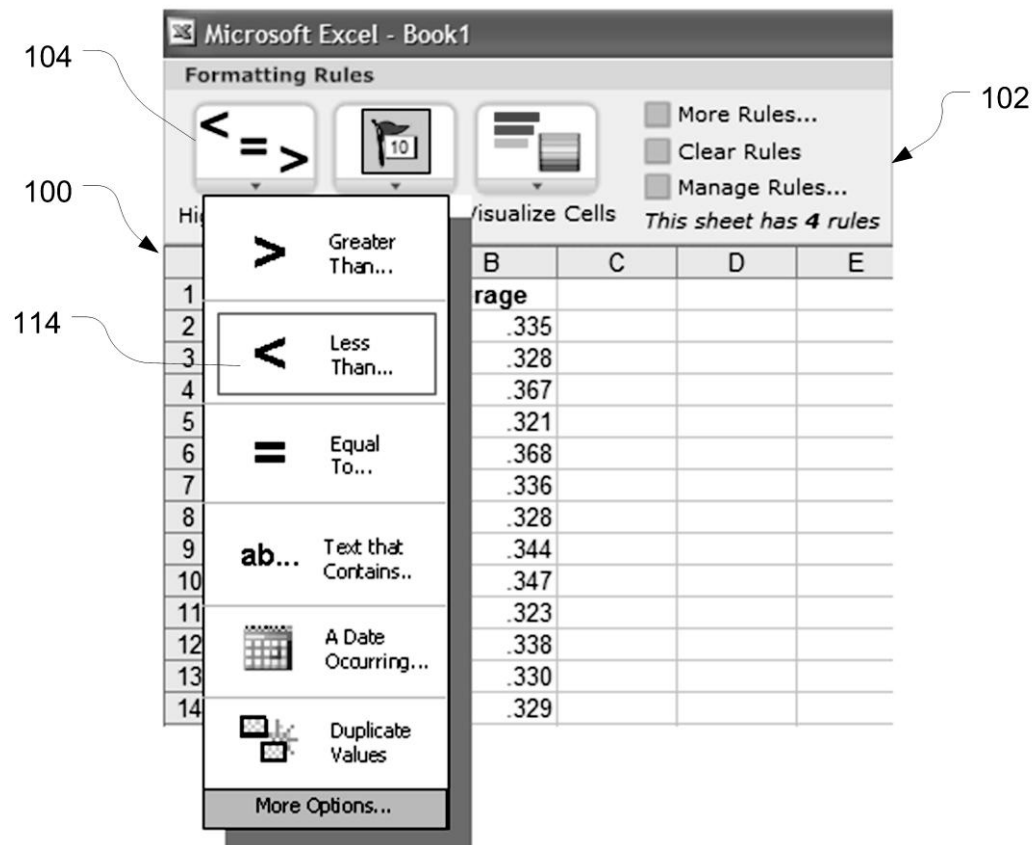 Microsoft Excel - Book1
104
Formatting Rules
102
< = >
10
More Rules...
Clear Rules
Manage Rules...
Visualize Cells
This sheet has 4 rules
100
B C D E
> Greater
Than...
1 rage
114
2 .335
< Less
Than...
3 .328
4 .367
5 .321
= Equal
To...
6 .368
7 .336
8 .328
ab... Text that
Contains..
9 .344
10 .347
11 .323
A Date
Ocurring...
12 .338
13 .330
14 .329
Duplicate
Values
More Options...